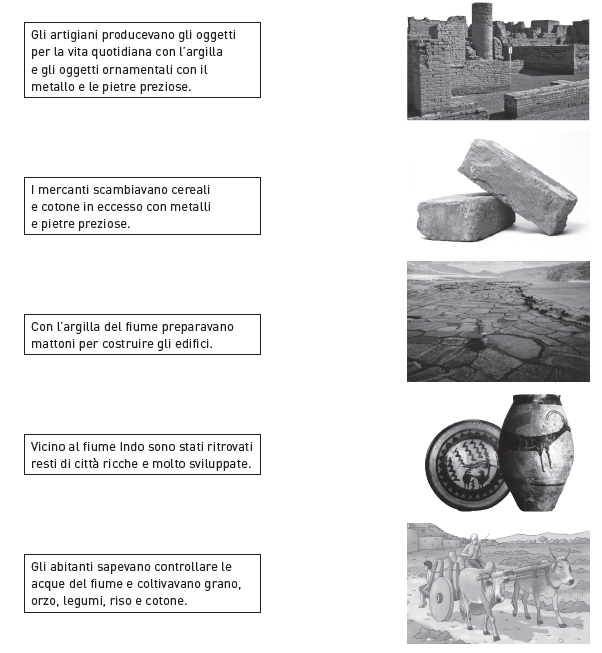 Gli artigiani producevano gli oggetti
per la vita quotidiana con l'argilla
e gli oggetti ornamentali con il
metallo e le pietre preziose.
I mercanti scambiavano cereali
e cotone in eccesso con metalli
e pietre preziose.
Con l'argilla del fiume preparavano
mattoni per costruire gli edifici.
Vicino al fiume Indo sono stati ritrovati
resti di città ricche e molto sviluppate.
Gli abitanti sapevano controllare le
acque del fiume e coltivavano grano,
orzo, legumi, riso e cotone.